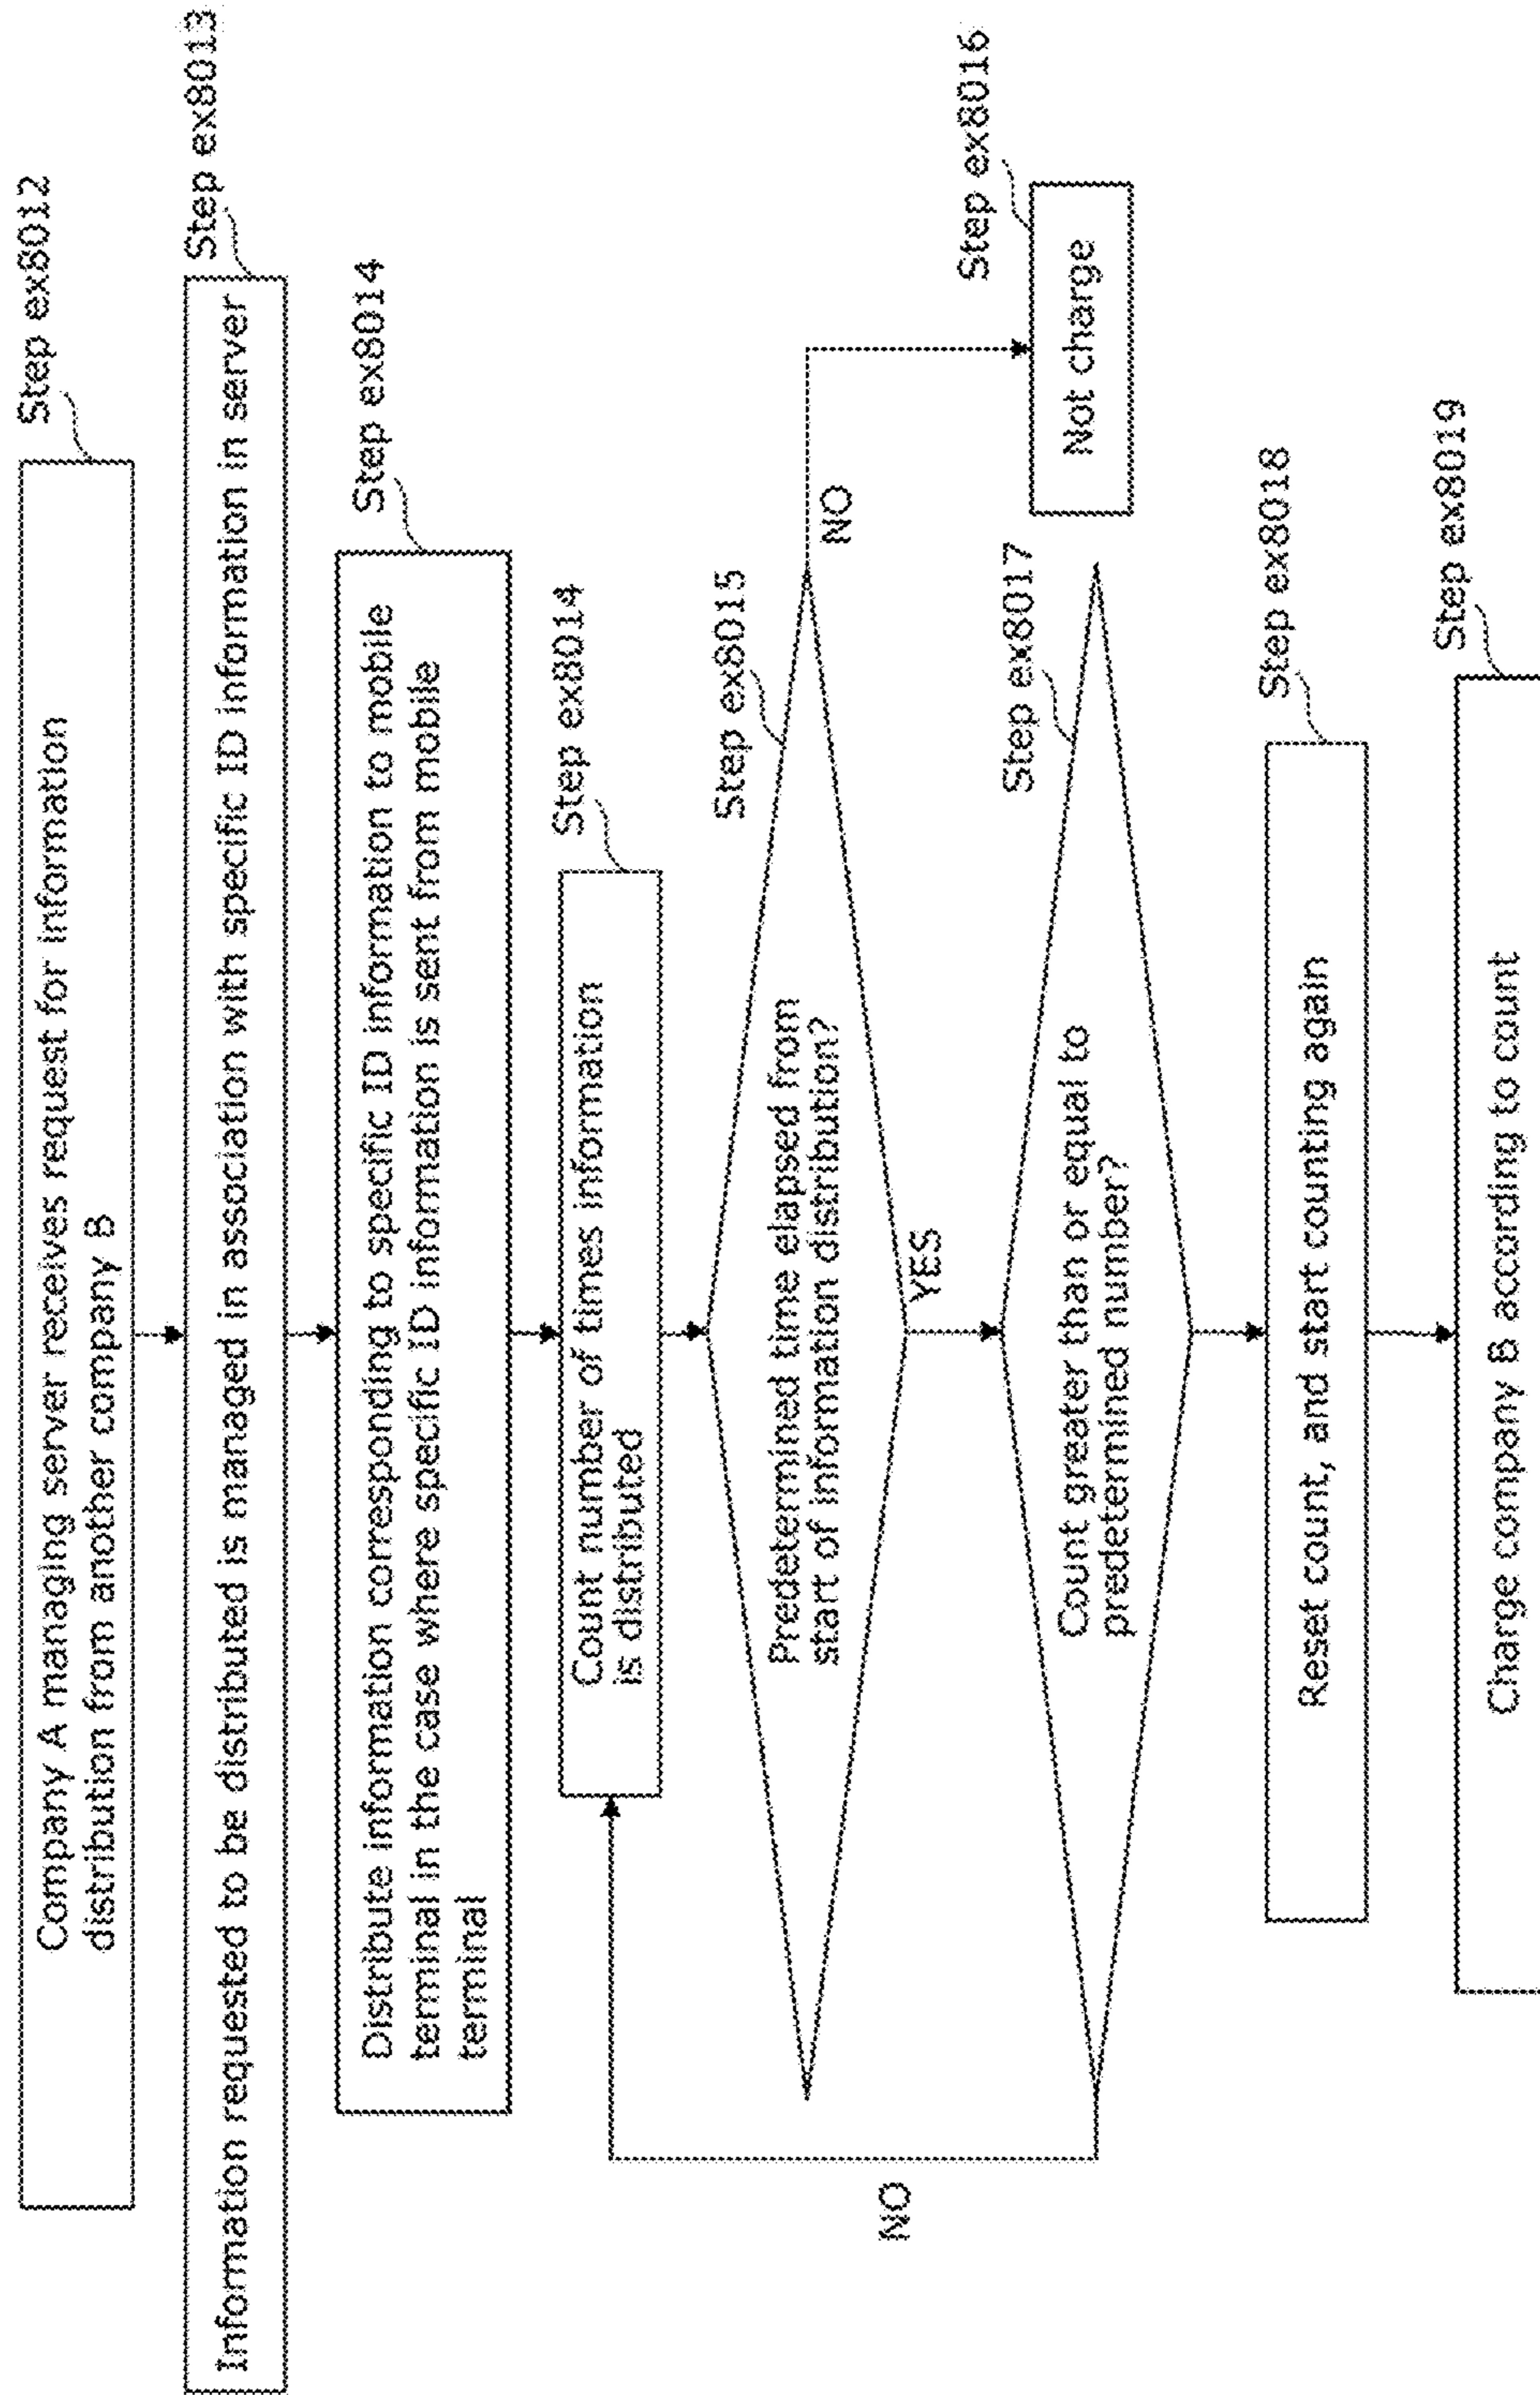 Step ex8012
Company A managing server receives request for information
distribution from another company B
Step ex8013
Information requested to be distributed is managed in association with specific ID information in server
Step ex8014
Distribute information corresponding to specific ID information to mobile
terminal in the case where specific ID information is sent from mobile
terminal
Step ex8014
Count number of times information
is distributed
Step ex8015
Predetermined time elapsed from
start of information distribution?
NO
YES
Step ex8016
Not charge
Step ex8017
Count greater than or equal to
predetermined number?
NO
Step ex8018
Reset count, and start counting again
Step ex8019
Charge company B according to count